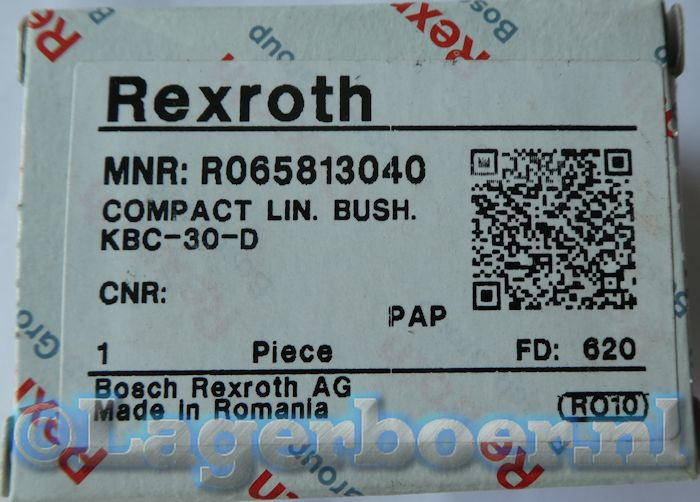 Rexroth
MNR: R065813040
COMPACT LIN. BUSH.
KBC-30-D
CNR:
PAP
1 Piece FD: 620
Bosch Rexroth AG
Made in Romania
RO10
©Lagerboer.nl